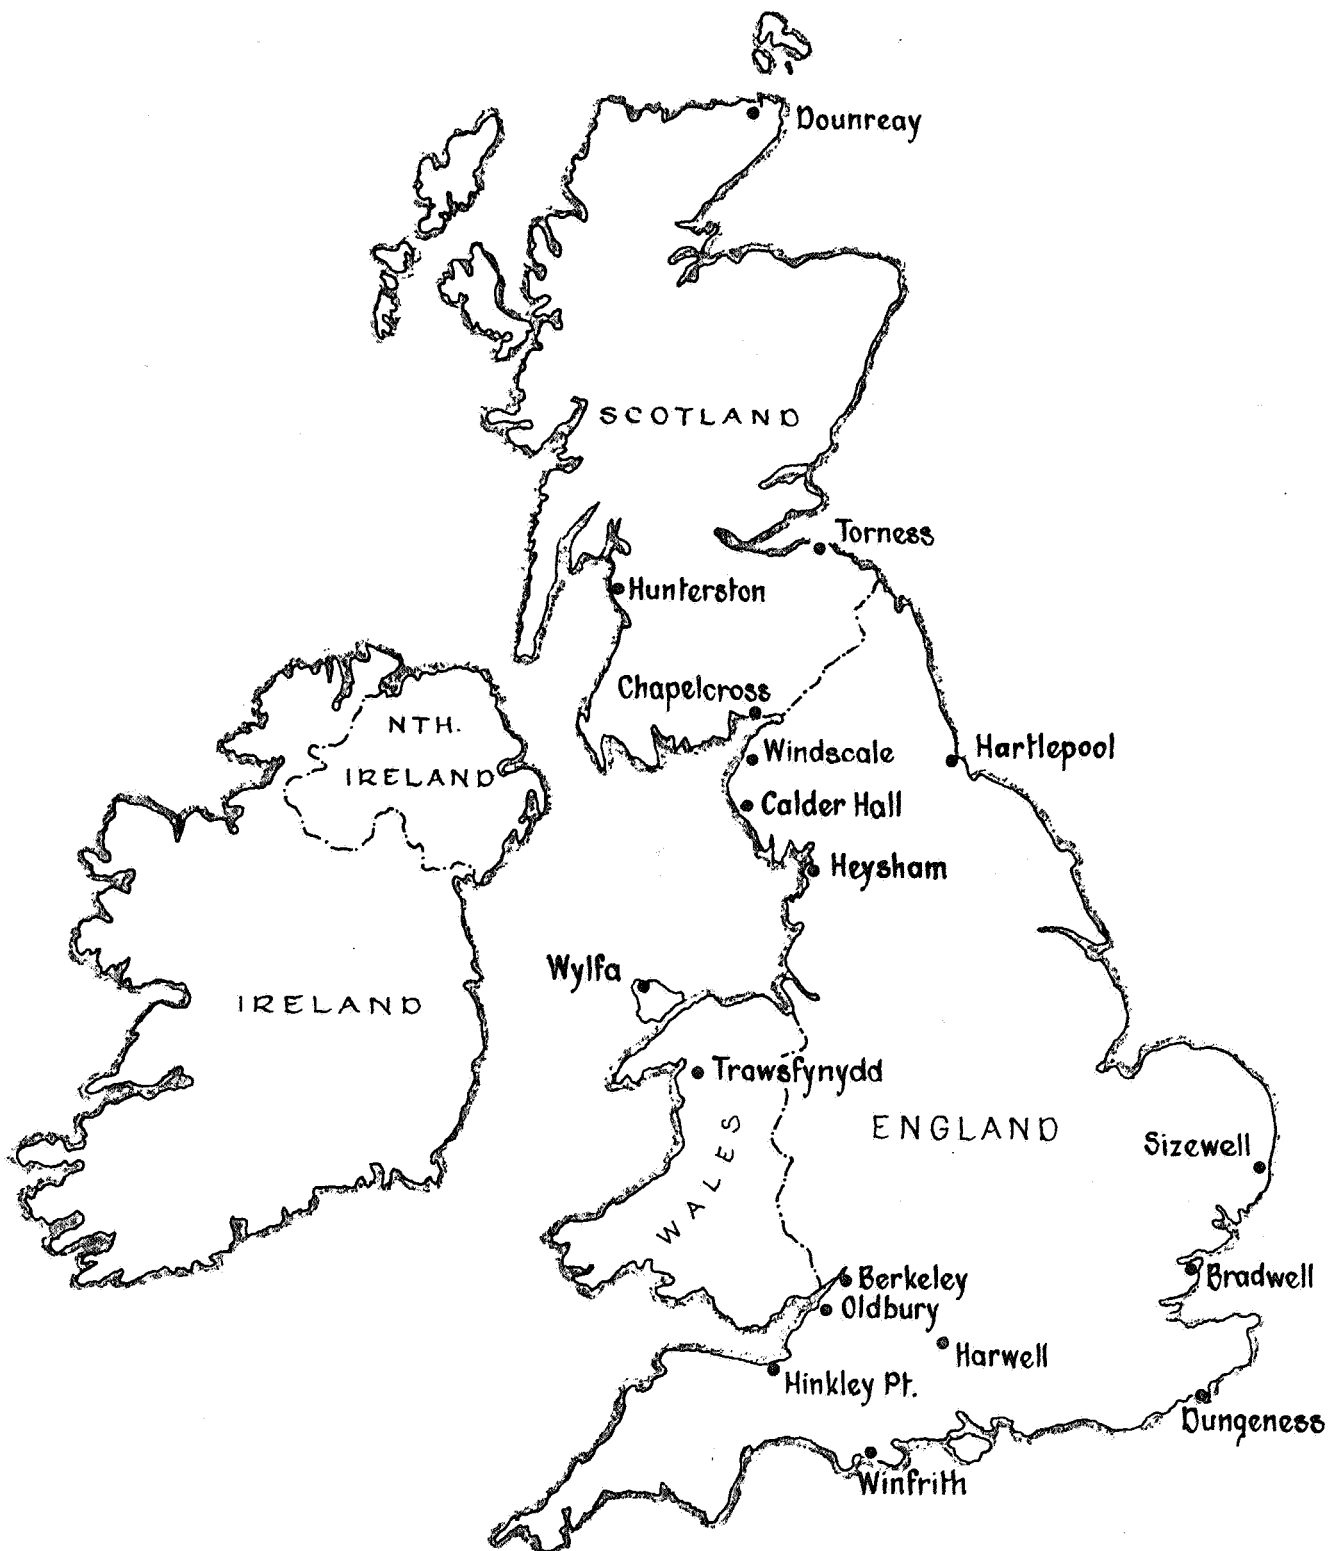 Dounreay
SCOTLAND
Torness
Hunterston
Chapelcross
NTH.
IRELAND
Windscale
Hartlepool
Calder Hall
Heysham
Wylfa
IRELAND
Trawsfynydd
ENGLAND
WALES
Sizewell
Berkeley
Bradwell
Oldbury
Harwell
Hinkley Pt.
Dungeness
Winfrith